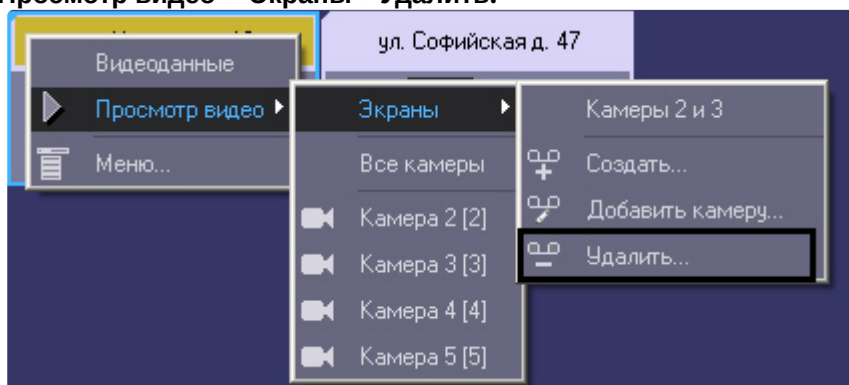 Просмотр видео – Экраны – Удалить.
ул. Софийская д. 47
Видеоданные
Просмотр видео
Меню...
Экраны
Все камеры
Камера 2 [2]
Камера 3 [3]
Камера 4 [4]
Камера 5 [5]
Камеры 2 и 3
Создать...
Добавить камеру...
Удалить...